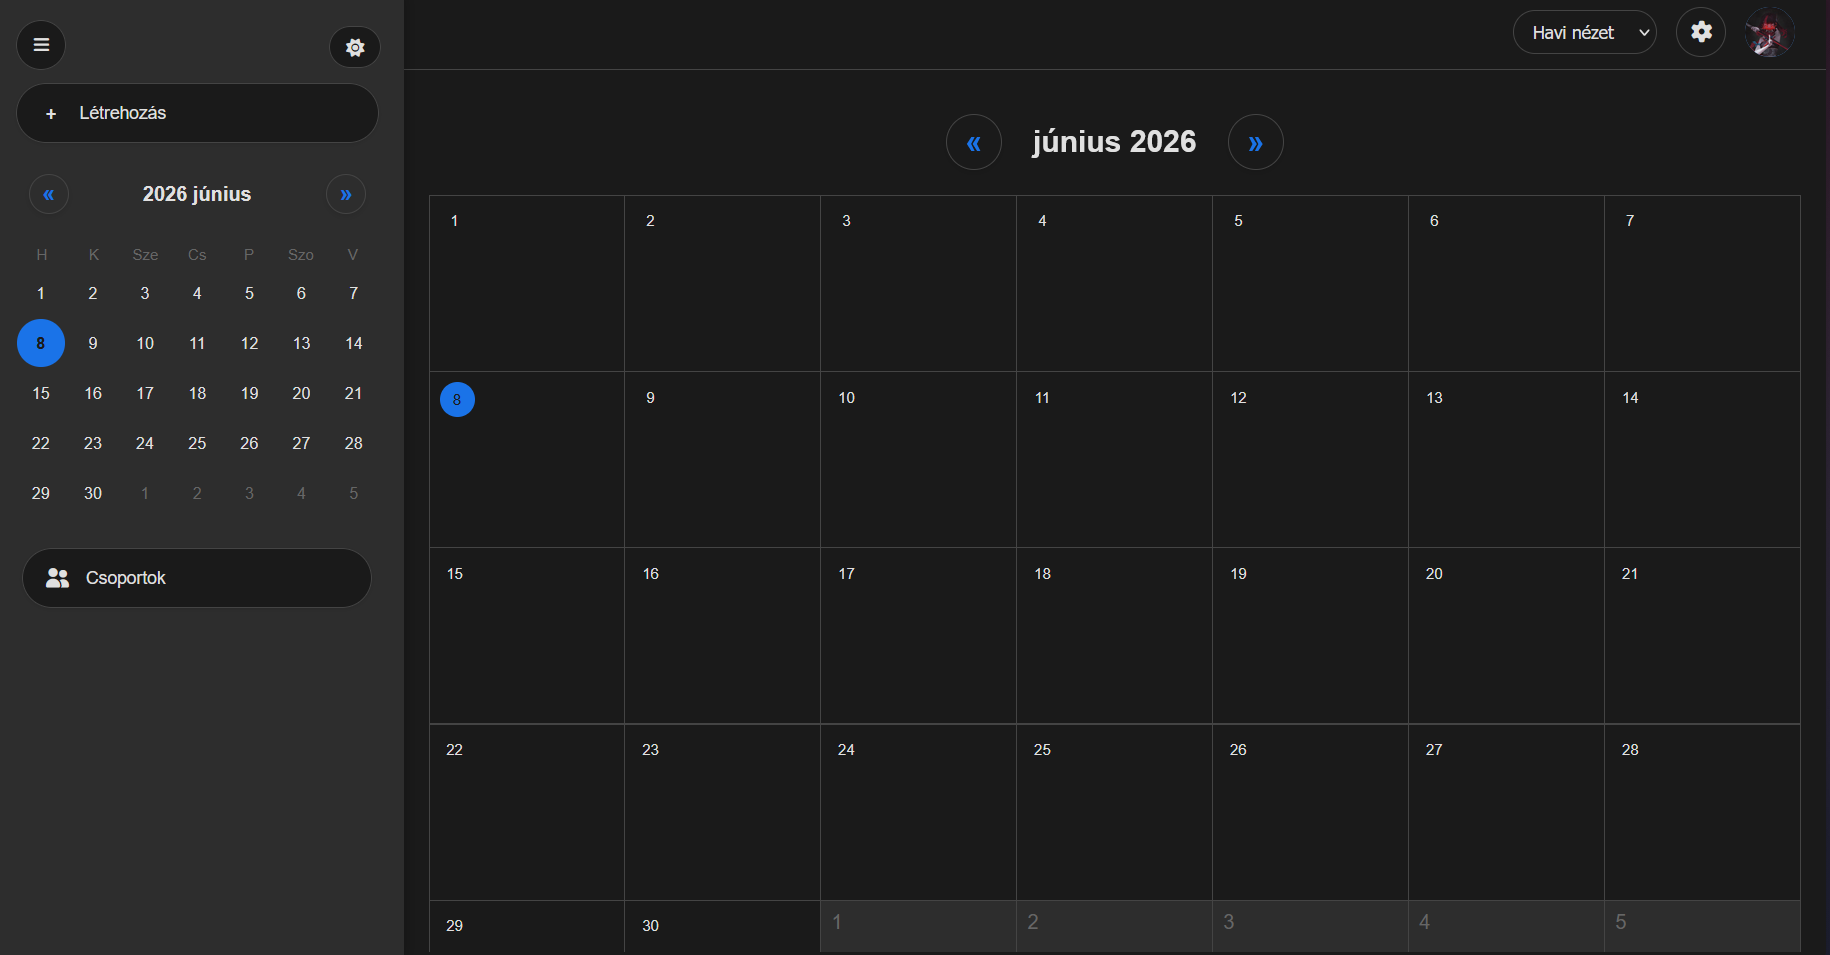 Havi nézet
+ Létrehozás
« 2026 június »
H K Sze Cs P Szo V
1 2 3 4 5 6 7
8 9 10 11 12 13 14
15 16 17 18 19 20 21
22 23 24 25 26 27 28
29 30 1 2 3 4 5
Csoportok
« június 2026 »
1 2 3 4 5 6 7
8 9 10 11 12 13 14
15 16 17 18 19 20 21
22 23 24 25 26 27 28
29 30 1 2 3 4 5